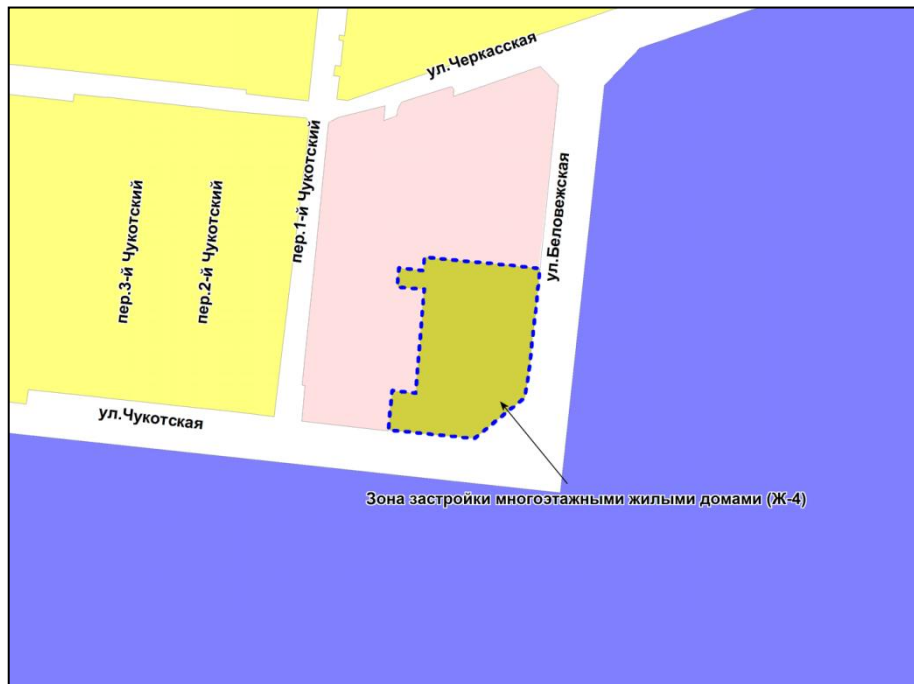 ул.Черкасская
пер.1-й Чукотский
пер.2-й Чукотский
пер.3-й Чукотский
ул.Беловежская
ул.Чукотская
Зона застройки многоэтажными жилыми домами (Ж-4)